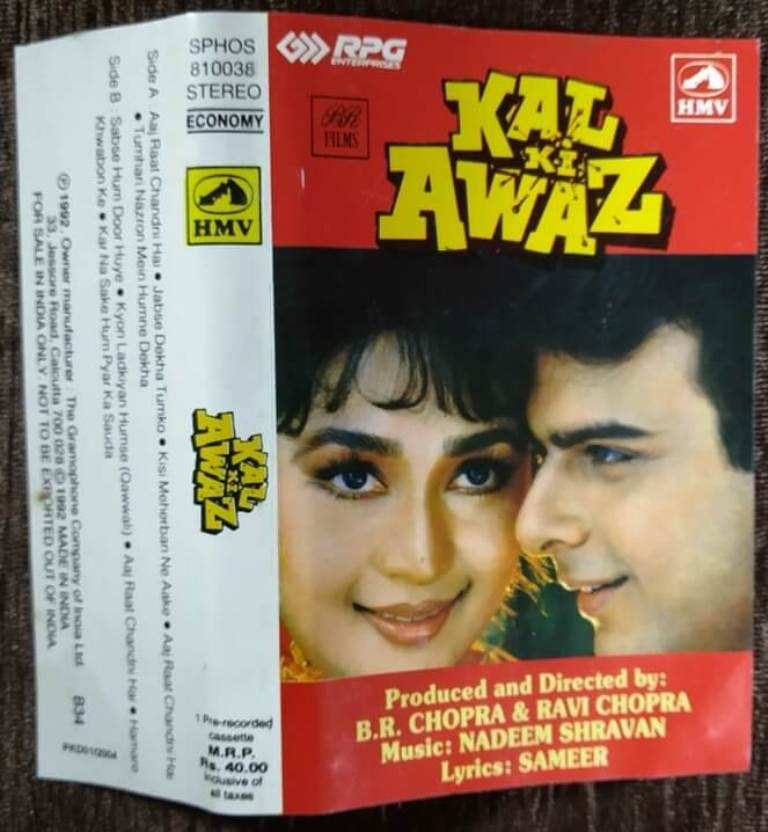 RPG
ENTERPRISES
HMV
BR
FILMS
KAL
KI
AWAZ
Produced and Directed by:
B.R. CHOPRA & RAVI CHOPRA
Music: NADEEM SHRAVAN
Lyrics: SAMEER
SPHOS
810038
STEREO
ECONOMY
HMV
KAL
KI
AWAZ
1 Pre-recorded
cassette
M.R.P.
Rs. 40.00
Inclusive of
all taxes
Side A : Aaj Raat Chandni Hai • Jabse Dekha Tumko • Kisi Meherban Ne Aake • Aaj Raat Chandni Hai
• Tumhari Nazron Mein Humne Dekha
Side B : Sabse Hum Door Huye • Kyon Ladkiyan Humse (Qawwali) • Aaj Raat Chandni Hai • Hamare
Khwabon Ke • Kar Na Sake Hum Pyar Ka Sauda
℗ 1992. Owner manufacturer : The Gramophone Company of India Ltd.
33, Jessore Road, Calcutta 700 028 © 1992 MADE IN INDIA
FOR SALE IN INDIA ONLY. NOT TO BE EXPORTED OUT OF INDIA.
B34